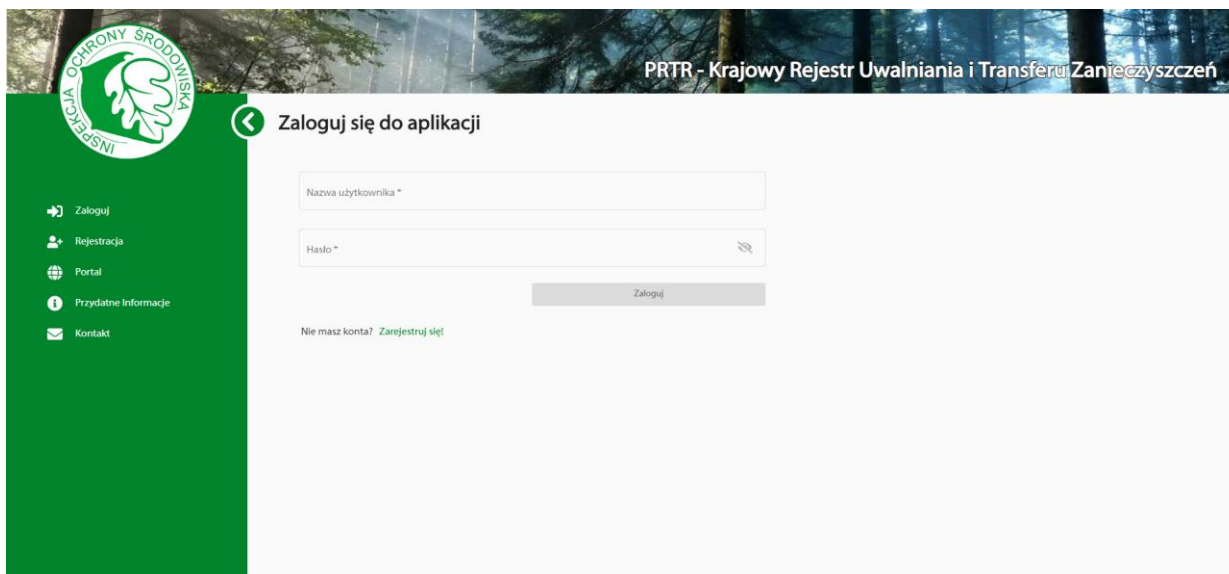 INSPEKCJA OCHRONY ŚRODOWISKA
PRTR - Krajowy Rejestr Uwalniania i Transferu Zanieczyszczeń
Zaloguj się do aplikacji
Zaloguj
Rejestracja
Portal
Przydatne Informacje
Kontakt
Nazwa użytkownika *
Hasło *
Zaloguj
Nie masz konta? Zarejestruj się!